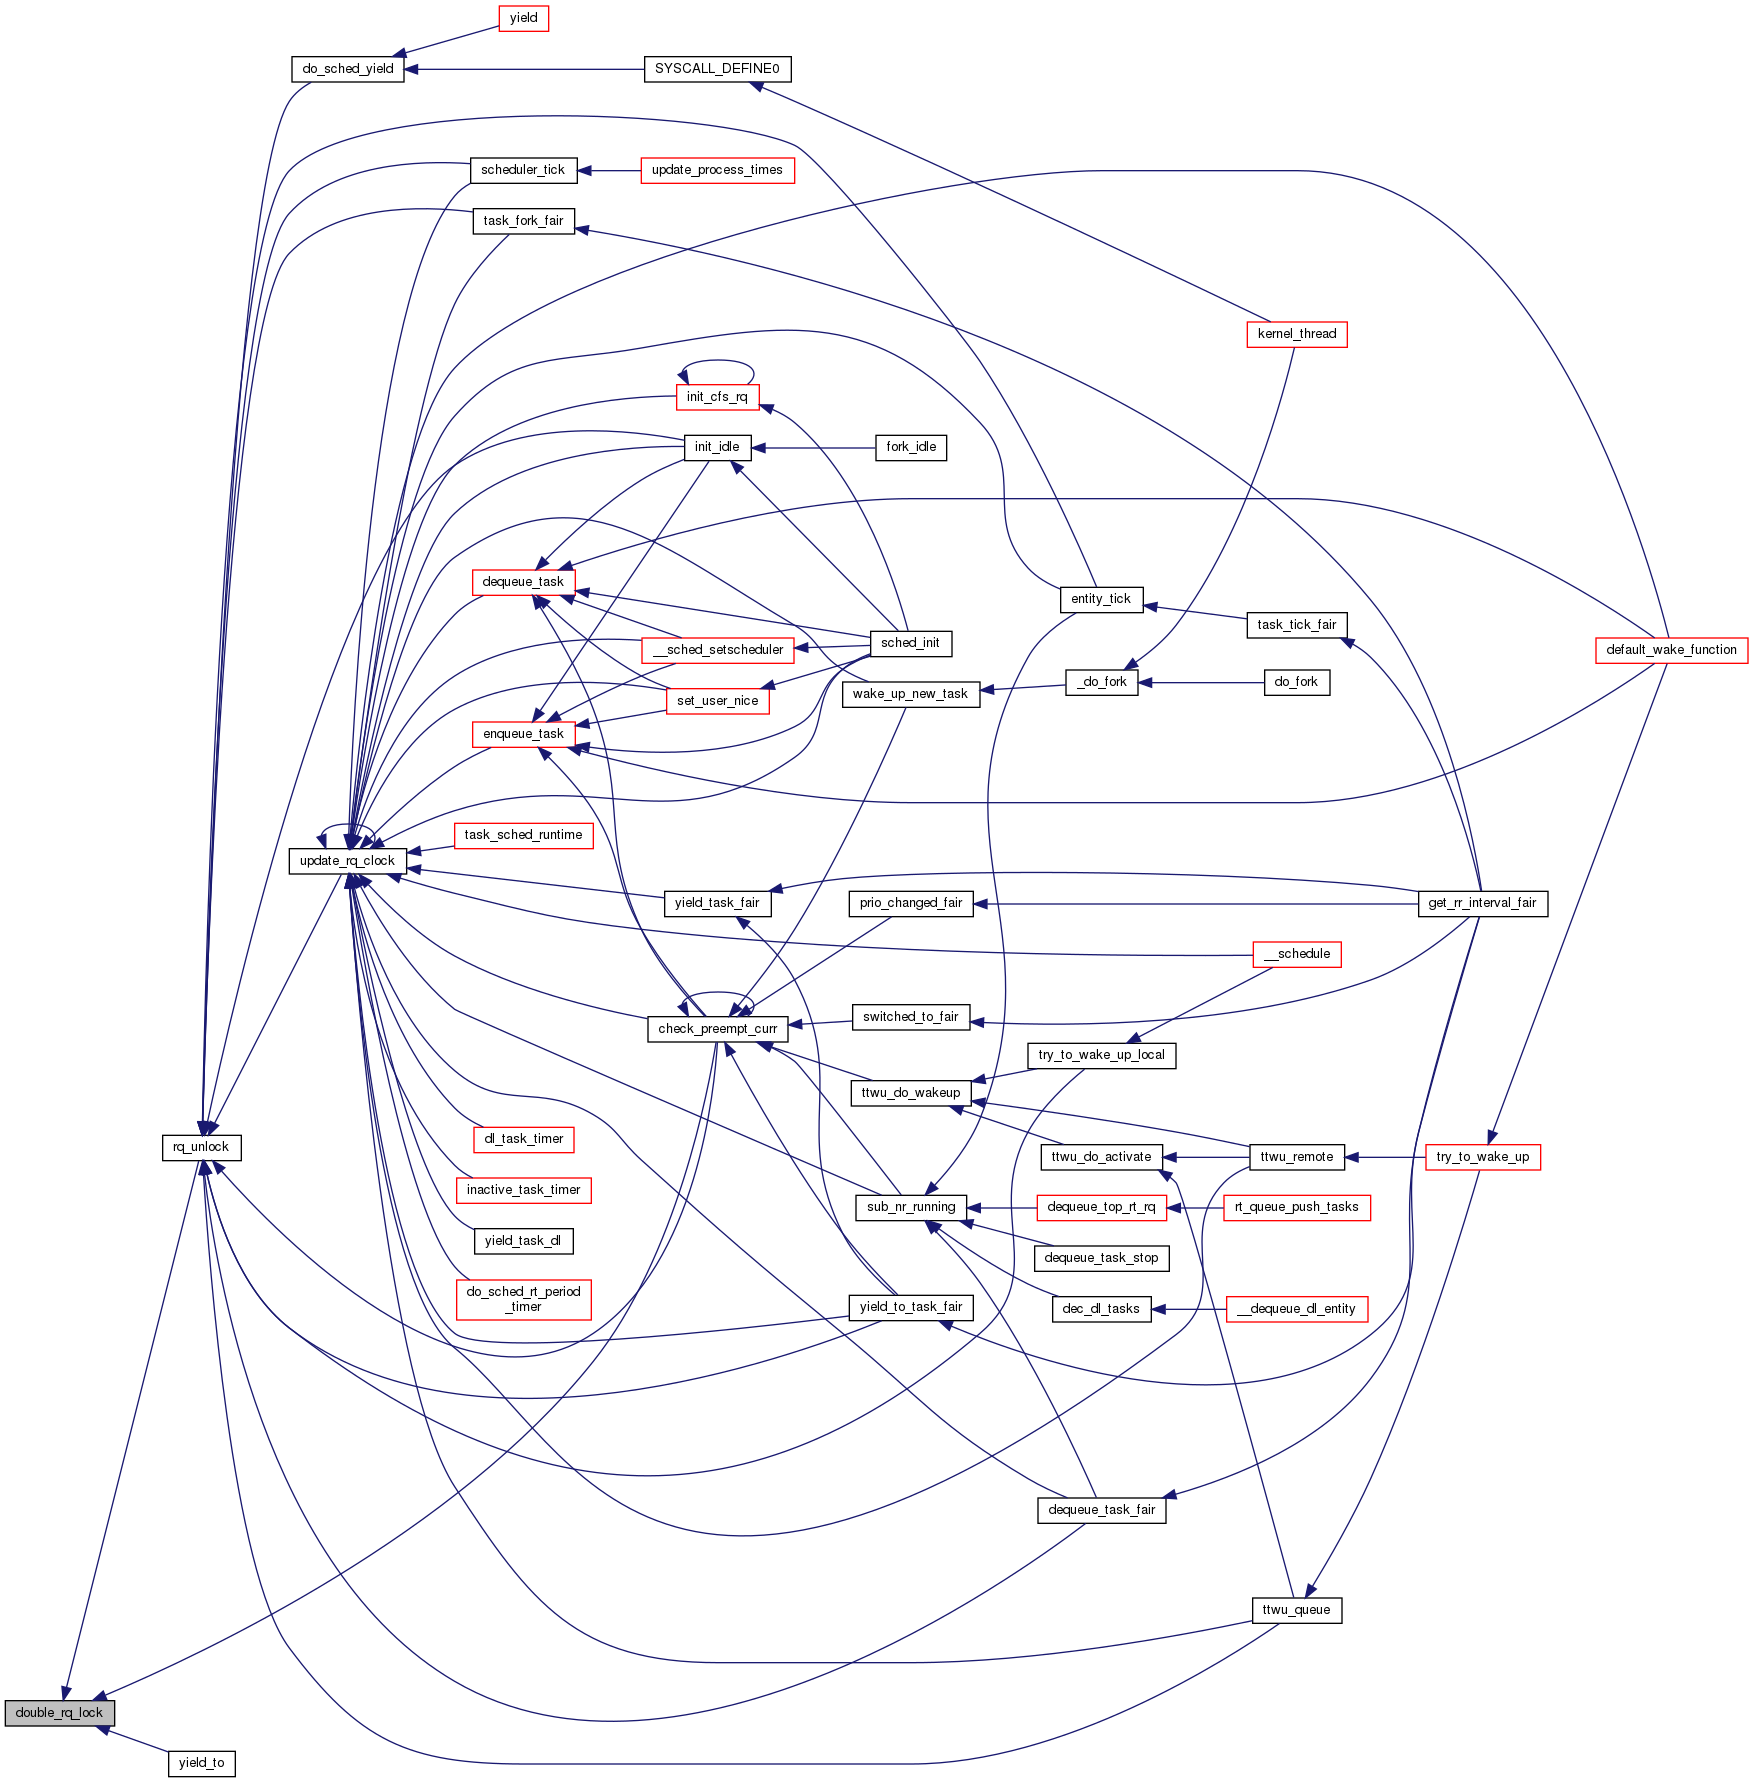 yield
do_sched_yield
SYSCALL_DEFINE0
scheduler_tick
update_process_times
task_fork_fair
kernel_thread
init_cfs_rq
init_idle
fork_idle
dequeue_task
entity_tick
task_tick_fair
sched_init
__sched_setscheduler
default_wake_function
_do_fork
do_fork
wake_up_new_task
set_user_nice
enqueue_task
task_sched_runtime
update_rq_clock
yield_task_fair
prio_changed_fair
get_rr_interval_fair
__schedule
switched_to_fair
check_preempt_curr
try_to_wake_up_local
ttwu_do_wakeup
dl_task_timer
rq_unlock
ttwu_do_activate
ttwu_remote
try_to_wake_up
inactive_task_timer
sub_nr_running
dequeue_top_rt_rq
rt_queue_push_tasks
yield_task_dl
dequeue_task_stop
do_sched_rt_period
_timer
yield_to_task_fair
dec_dl_tasks
__dequeue_dl_entity
dequeue_task_fair
ttwu_queue
double_rq_lock
yield_to